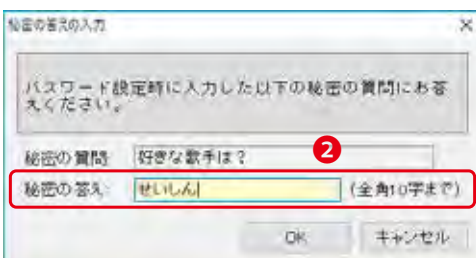 秘密の答えの入力
パスワード設定時に入力した以下の秘密の質問にお答
えください。
秘密の質問: 好きな歌手は？
❷
秘密の答え: せいしん (全角10字まで)
OK キャンセル